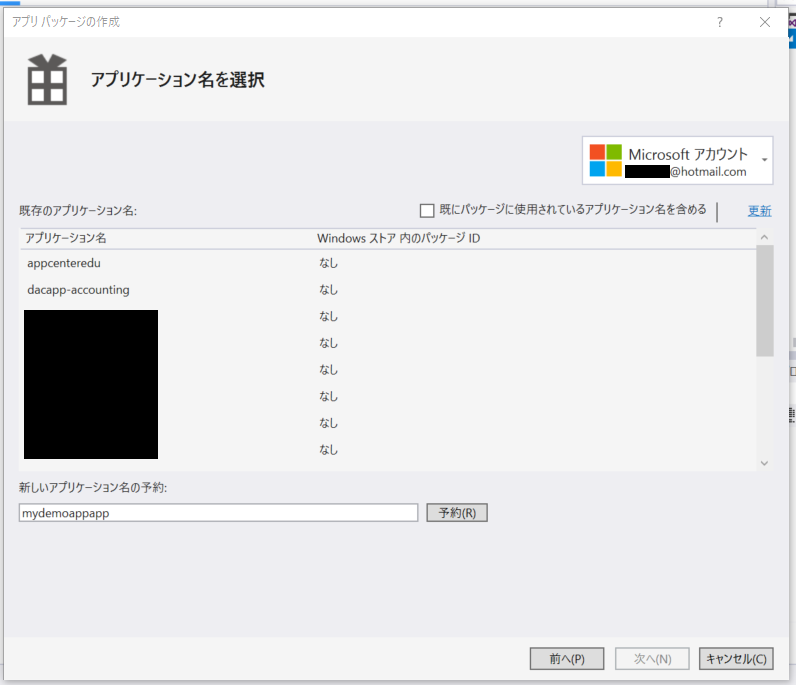 アプリ パッケージの作成
?
アプリケーション名を選択
Microsoft アカウント
@hotmail.com
既存のアプリケーション名:
既にパッケージに使用されているアプリケーション名を含める
更新
アプリケーション名 Windows ストア 内のパッケージ ID
appcenteredu なし
dacapp-accounting なし
なし
なし
なし
なし
なし
なし
新しいアプリケーション名の予約:
mydemoappapp 予約(R)
前へ(P) 次へ(N) キャンセル(C)